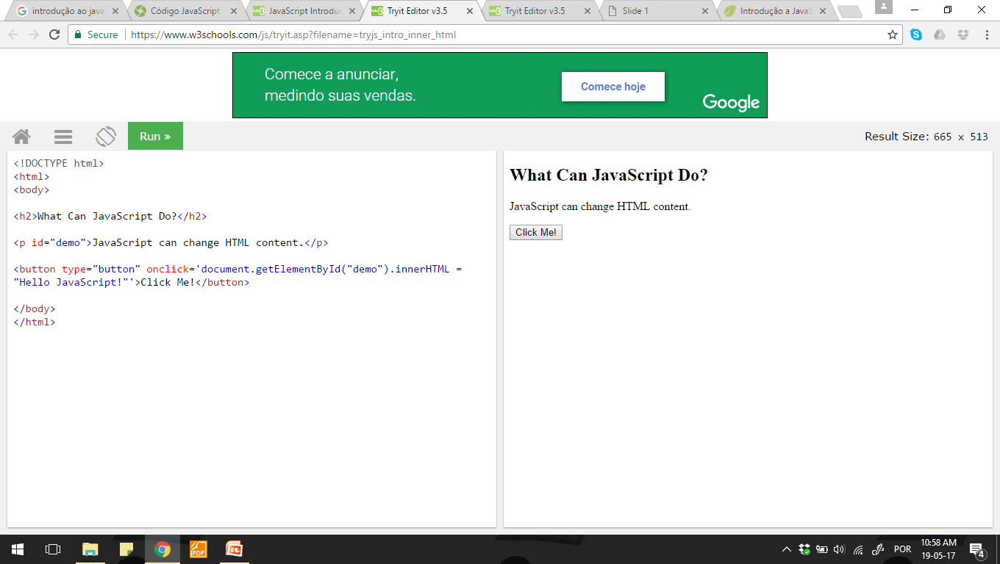 introdução ao java
Código JavaScript
JavaScript Introduc
Tryit Editor v3.5
Tryit Editor v3.5
Slide 1
Introdução a JavaS
Secure
https://www.w3schools.com/js/tryit.asp?filename=tryjs_intro_inner_html
Comece a anunciar,
medindo suas vendas.
Comece hoje
Google
Run »
Result Size: 665 x 513
<!DOCTYPE html>
<html>
<body>
<h2>What Can JavaScript Do?</h2>
<p id="demo">JavaScript can change HTML content.</p>
<button type="button" onclick='document.getElementById("demo").innerHTML =
"Hello JavaScript!"'>Click Me!</button>
</body>
</html>
What Can JavaScript Do?
JavaScript can change HTML content.
Click Me!
PDF
POR
10:58 AM
19-05-17
4